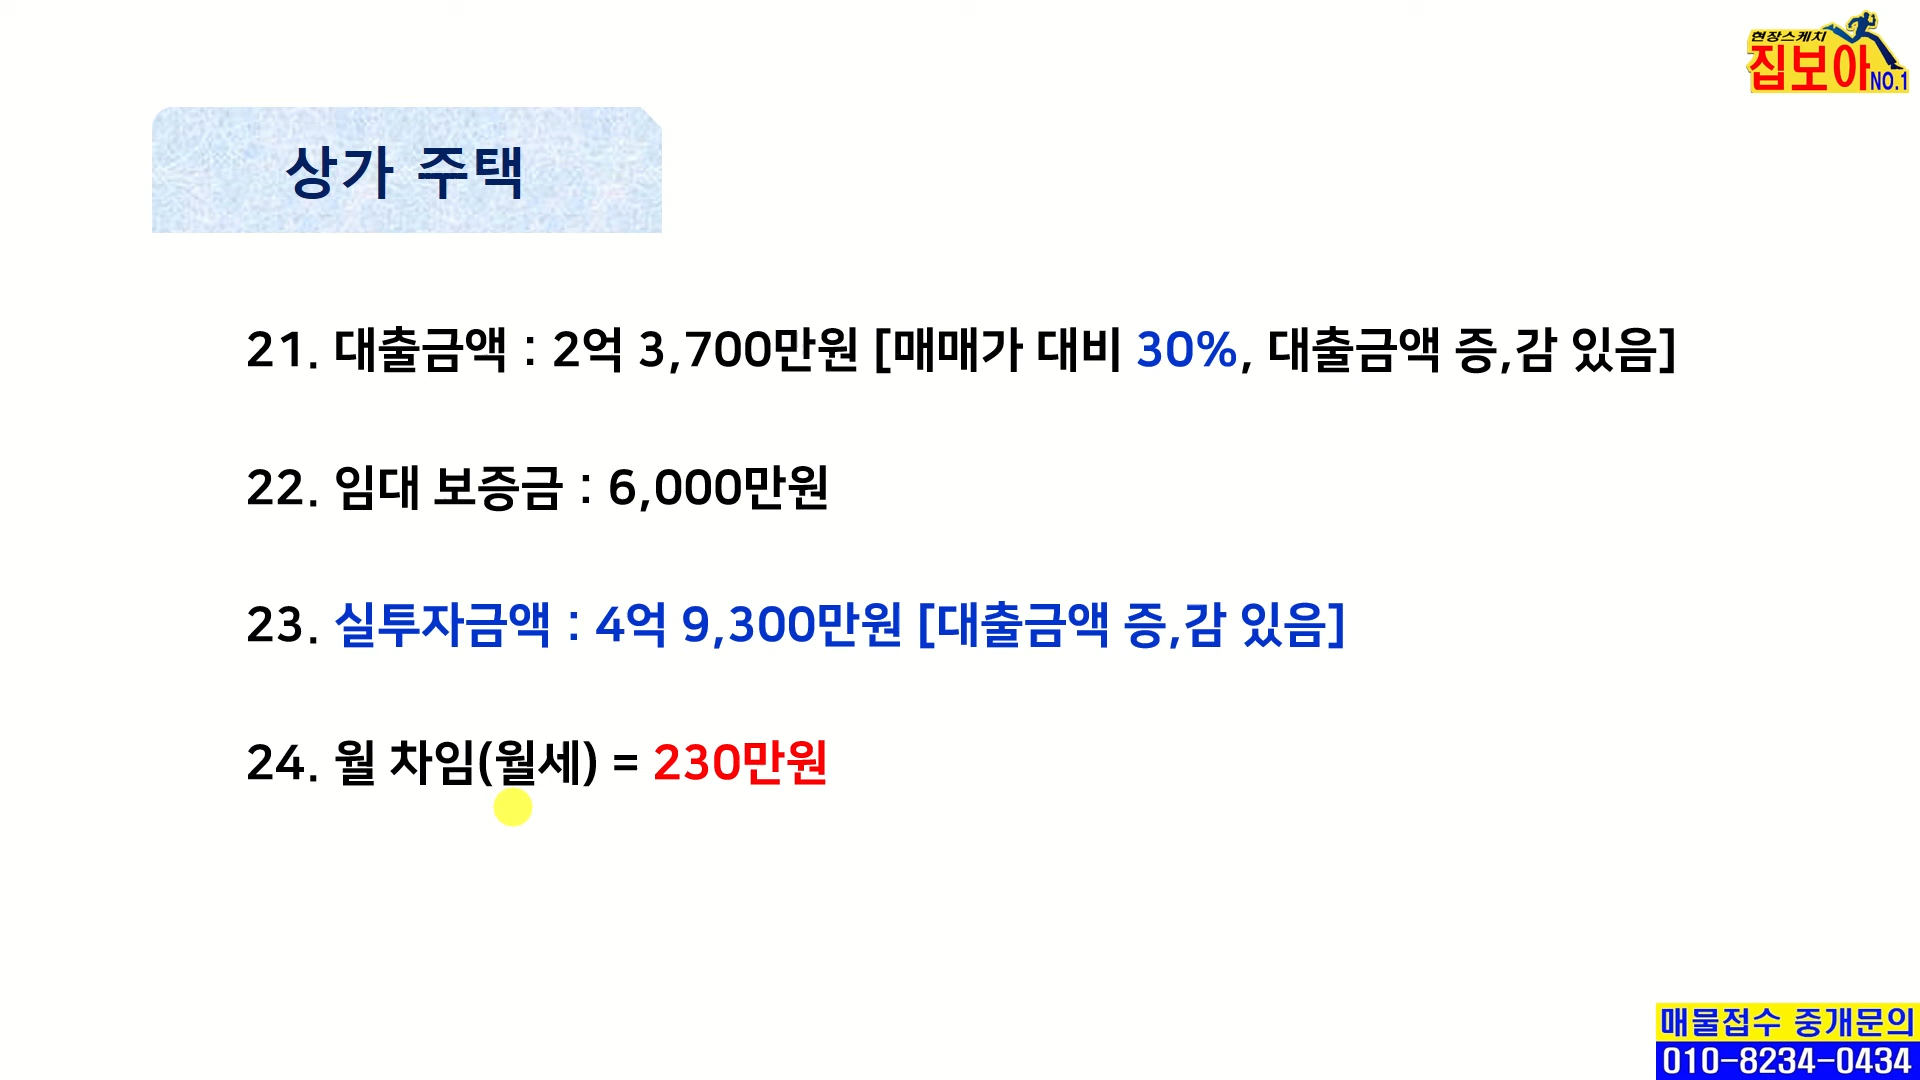 현장스케치
집보아NO.1
상가 주택
21. 대출금액 : 2억 3,700만원 [매매가 대비 30%, 대출금액 증,감 있음]
22. 임대 보증금 : 6,000만원
23. 실투자금액 : 4억 9,300만원 [대출금액 증,감 있음]
24. 월 차임(월세) = 230만원
매물접수 중개문의
010-8234-0434